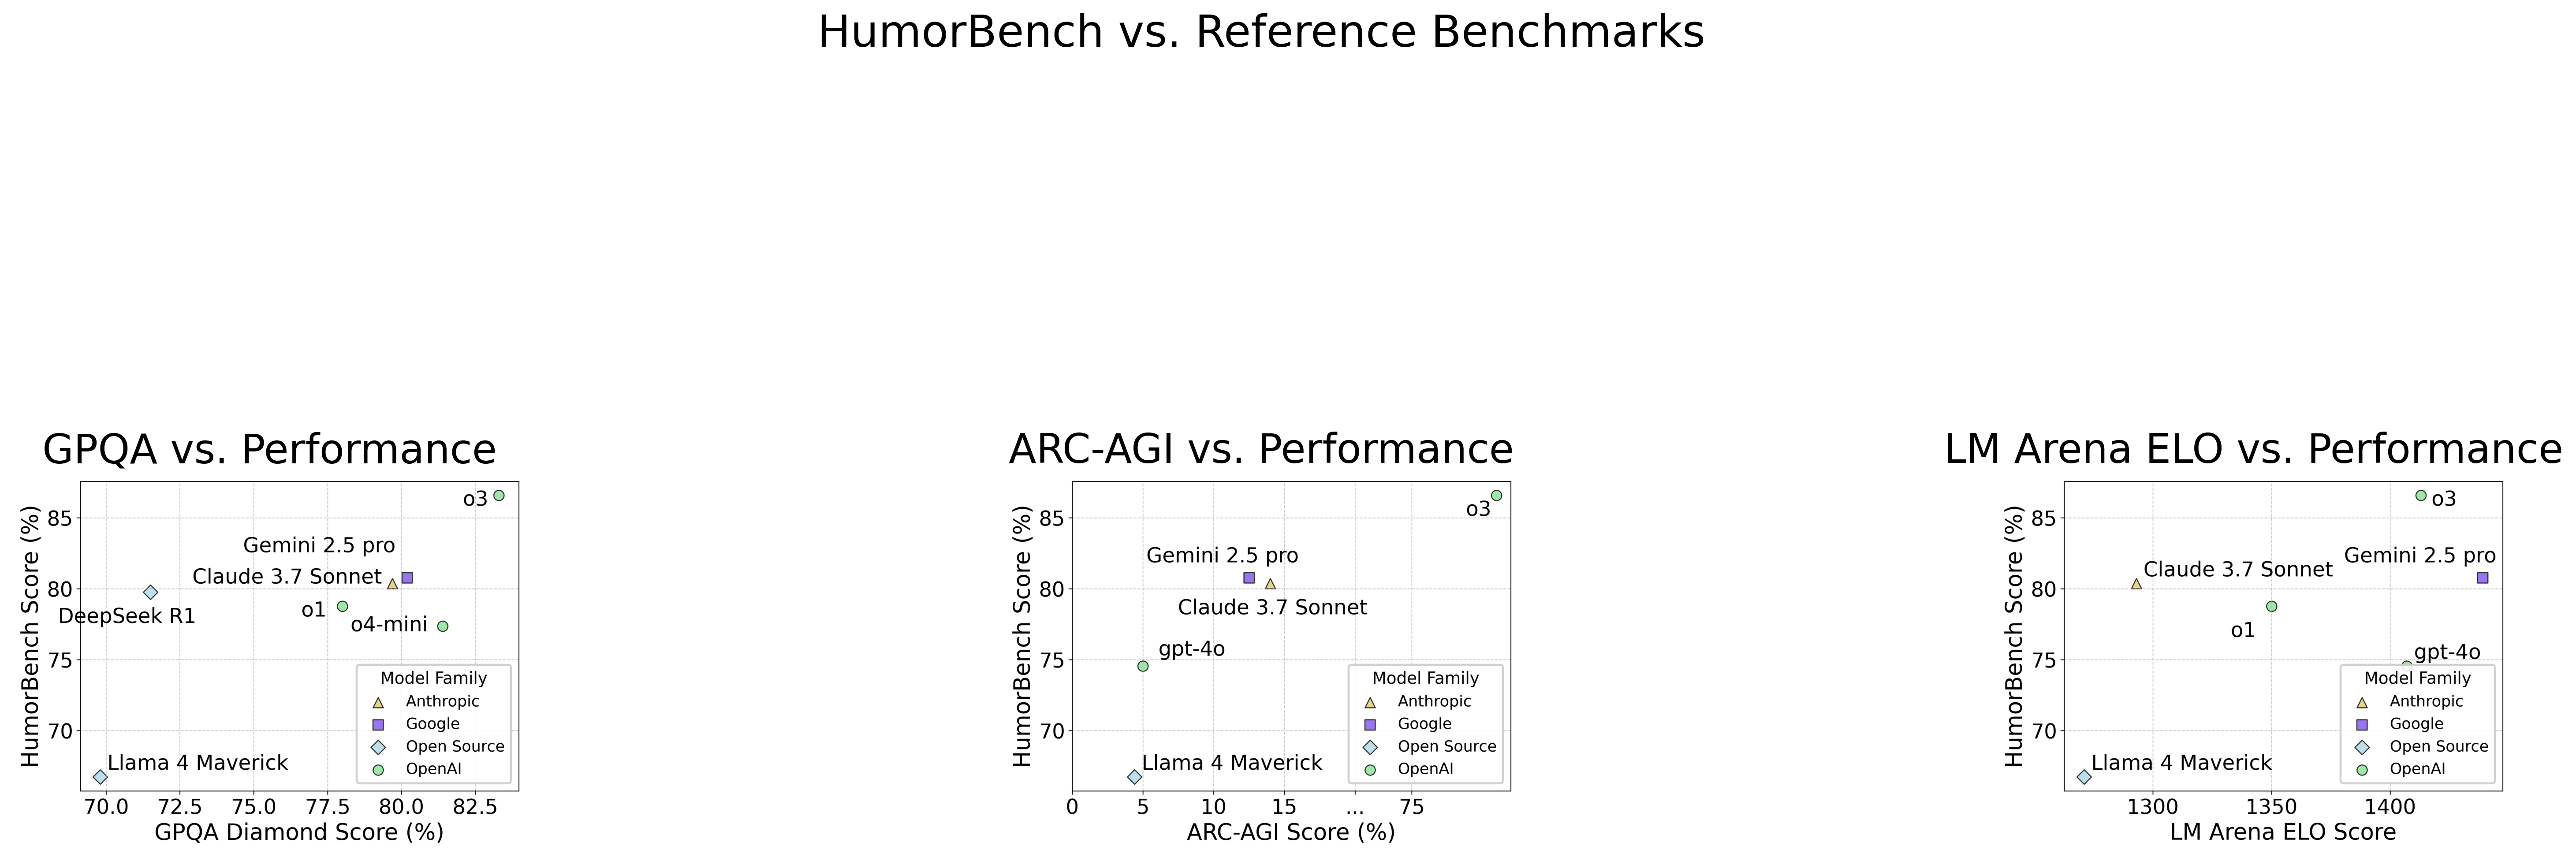 HumorBench vs. Reference Benchmarks
GPQA vs. Performance
HumorBench Score (%)
85
80
75
70
o3
Gemini 2.5 pro
Claude 3.7 Sonnet
DeepSeek R1
o1
o4-mini
Llama 4 Maverick
Model Family
Anthropic
Google
Open Source
OpenAI
70.0 72.5 75.0 77.5 80.0 82.5
GPQA Diamond Score (%)
ARC-AGI vs. Performance
HumorBench Score (%)
85
80
75
70
o3
Gemini 2.5 pro
Claude 3.7 Sonnet
gpt-4o
Llama 4 Maverick
Model Family
Anthropic
Google
Open Source
OpenAI
0 5 10 15 ... 75
ARC-AGI Score (%)
LM Arena ELO vs. Performance
HumorBench Score (%)
85
80
75
70
o3
Gemini 2.5 pro
Claude 3.7 Sonnet
o1
gpt-4o
Llama 4 Maverick
Model Family
Anthropic
Google
Open Source
OpenAI
1300 1350 1400
LM Arena ELO Score